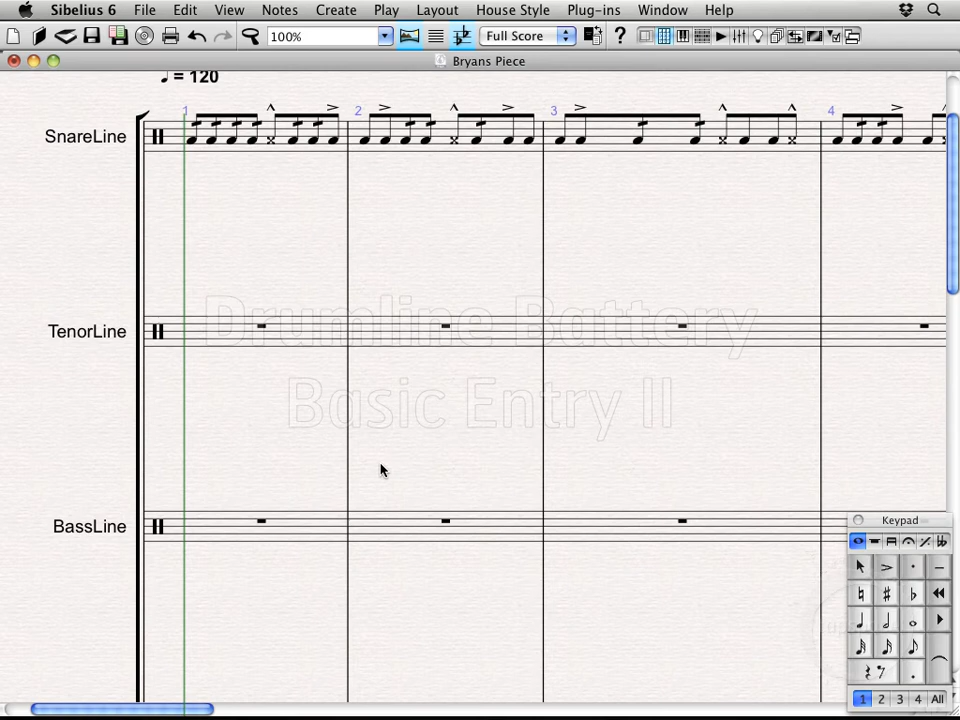 Sibelius 6 File Edit View Notes Create Play Layout House Style Plug-ins Window Help
100% Full Score ?
Bryans Piece
♩ = 120
1 2 3 4
SnareLine
TenorLine
Drumline Battery
Basic Entry II
BassLine
Keypad
1 2 3 4 All